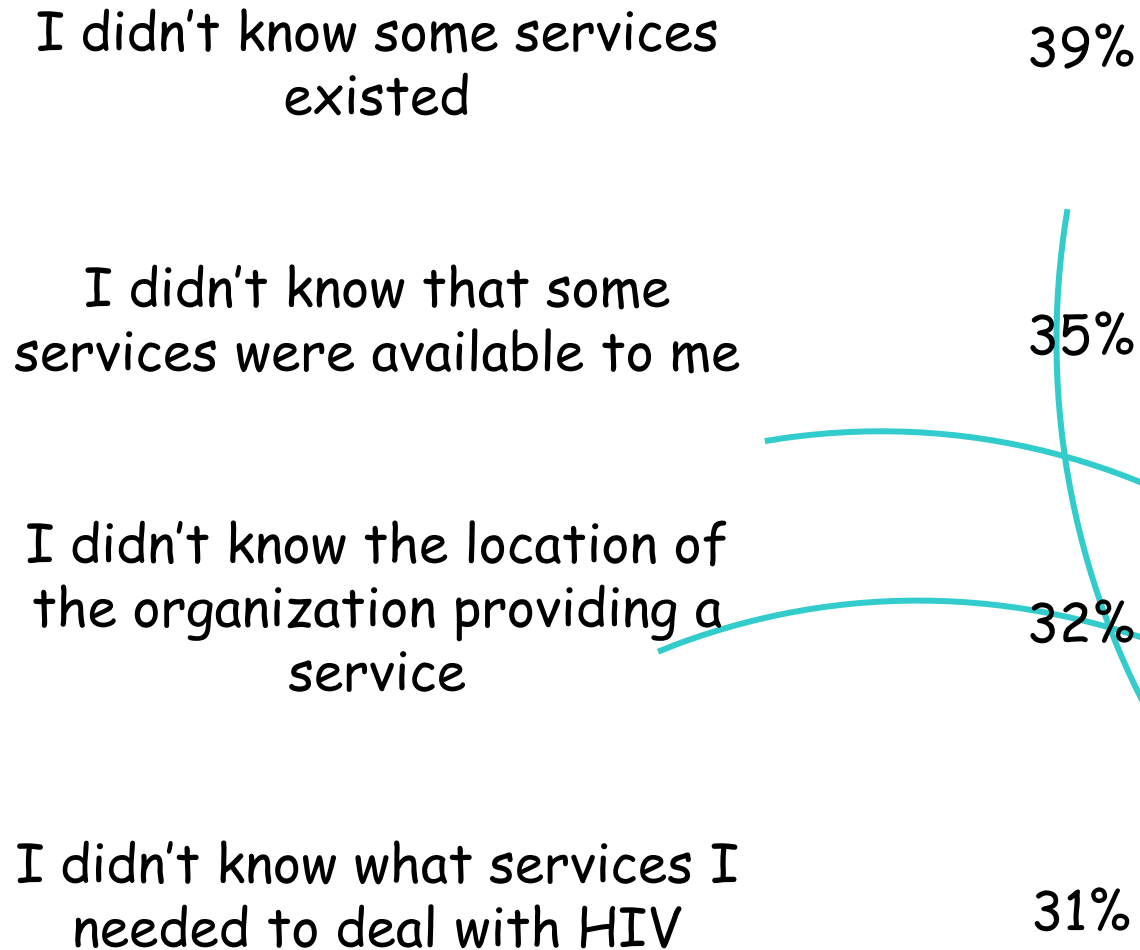 I didn't know some services
existed
39%
I didn't know that some
services were available to me
35%
I didn't know the location of
the organization providing a
service
32%
I didn't know what services I
needed to deal with HIV
31%